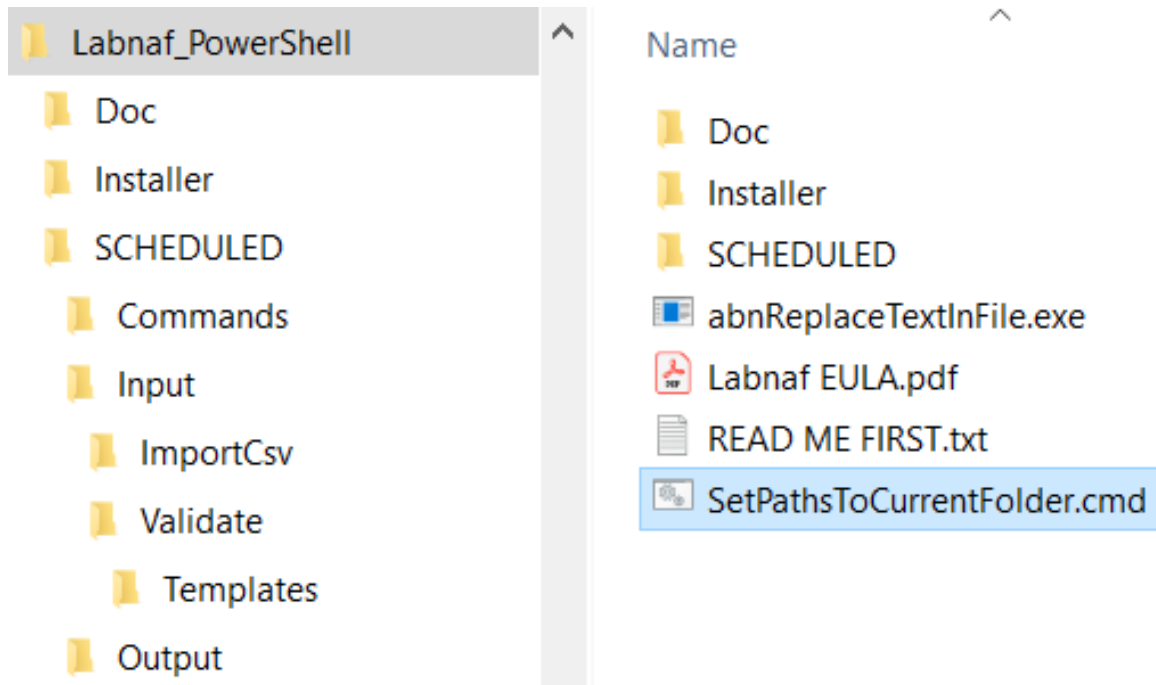 Labnaf_PowerShell
Doc
Installer
SCHEDULED
Commands
Input
ImportCsv
Validate
Templates
Output
Name
Doc
Installer
SCHEDULED
abnReplaceTextInFile.exe
Labnaf EULA.pdf
READ ME FIRST.txt
SetPathsToCurrentFolder.cmd